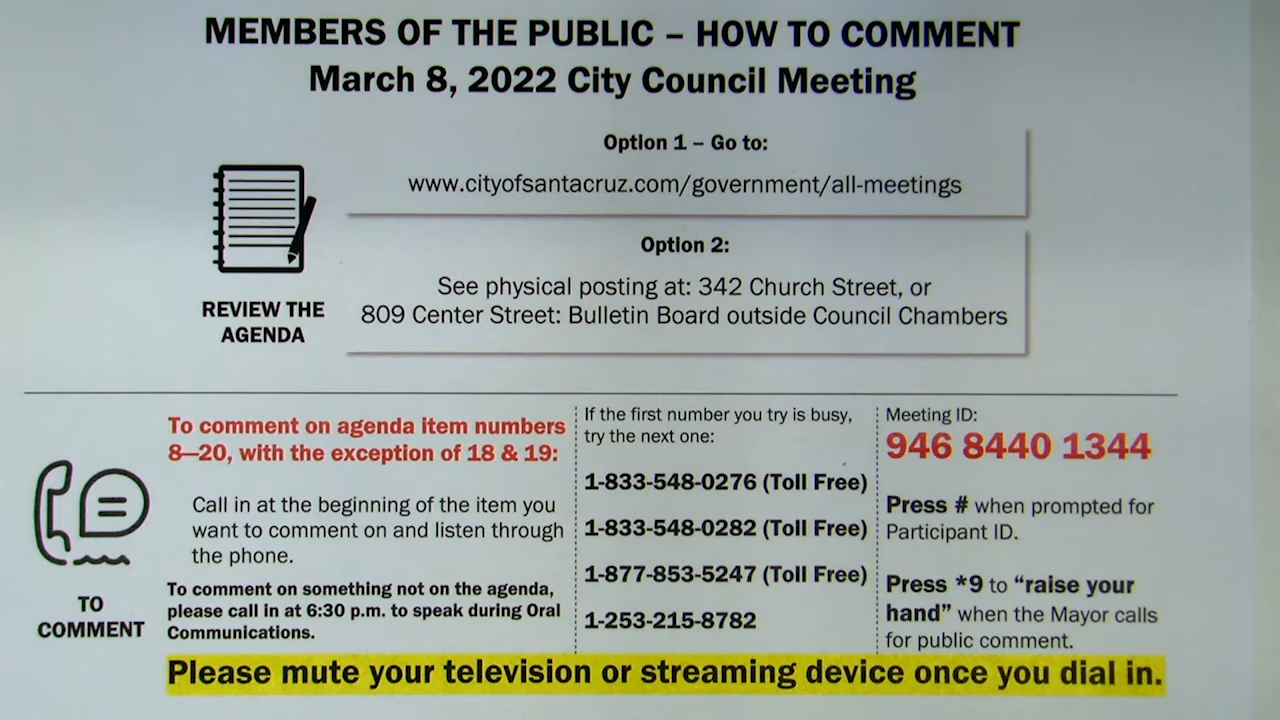 MEMBERS OF THE PUBLIC – HOW TO COMMENT
March 8, 2022 City Council Meeting
Option 1 – Go to:
www.cityofsantacruz.com/government/all-meetings
Option 2:
See physical posting at: 342 Church Street, or
809 Center Street: Bulletin Board outside Council Chambers
REVIEW THE
AGENDA
To comment on agenda item numbers
8—20, with the exception of 18 & 19:
Call in at the beginning of the item you
want to comment on and listen through
the phone.
To comment on something not on the agenda,
please call in at 6:30 p.m. to speak during Oral
Communications.
TO
COMMENT
If the first number you try is busy,
try the next one:
1-833-548-0276 (Toll Free)
1-833-548-0282 (Toll Free)
1-877-853-5247 (Toll Free)
1-253-215-8782
Meeting ID:
946 8440 1344
Press # when prompted for
Participant ID.
Press *9 to “raise your
hand” when the Mayor calls
for public comment.
Please mute your television or streaming device once you dial in.